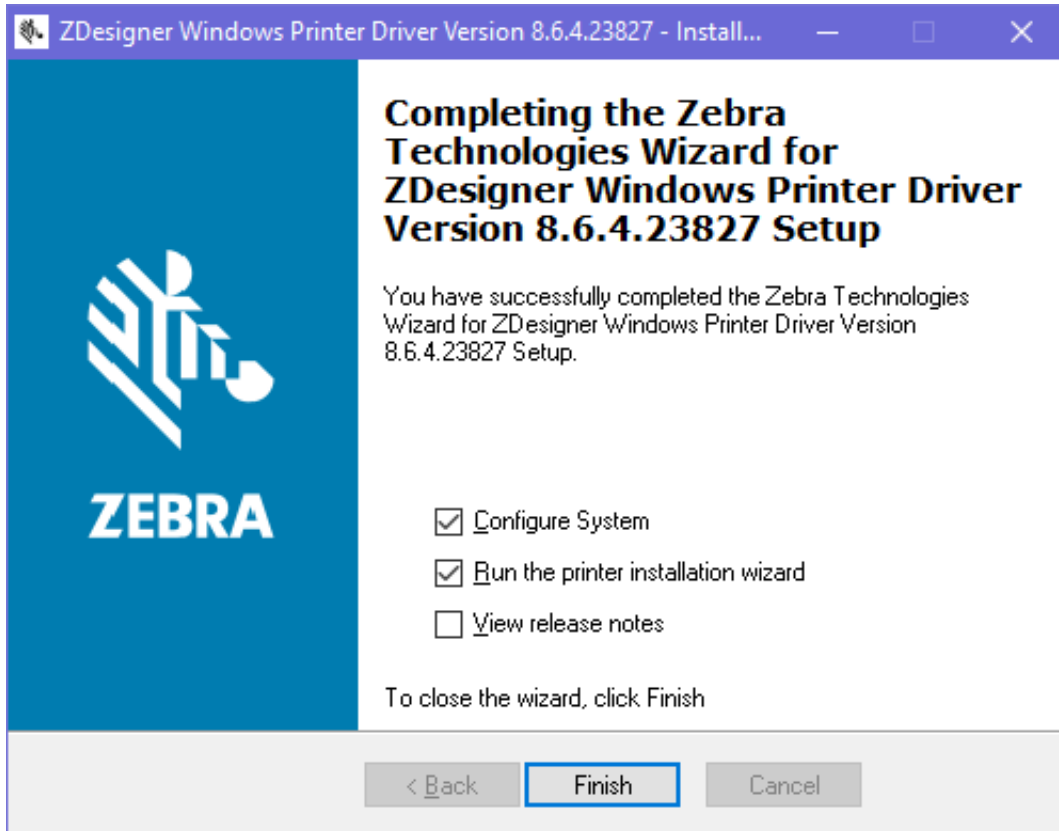 ZDesigner Windows Printer Driver Version 8.6.4.23827 - Install...
Completing the Zebra
Technologies Wizard for
ZDesigner Windows Printer Driver
Version 8.6.4.23827 Setup
You have successfully completed the Zebra Technologies
Wizard for ZDesigner Windows Printer Driver Version
8.6.4.23827 Setup.
ZEBRA
Configure System
Run the printer installation wizard
View release notes
To close the wizard, click Finish
< Back
Finish
Cancel